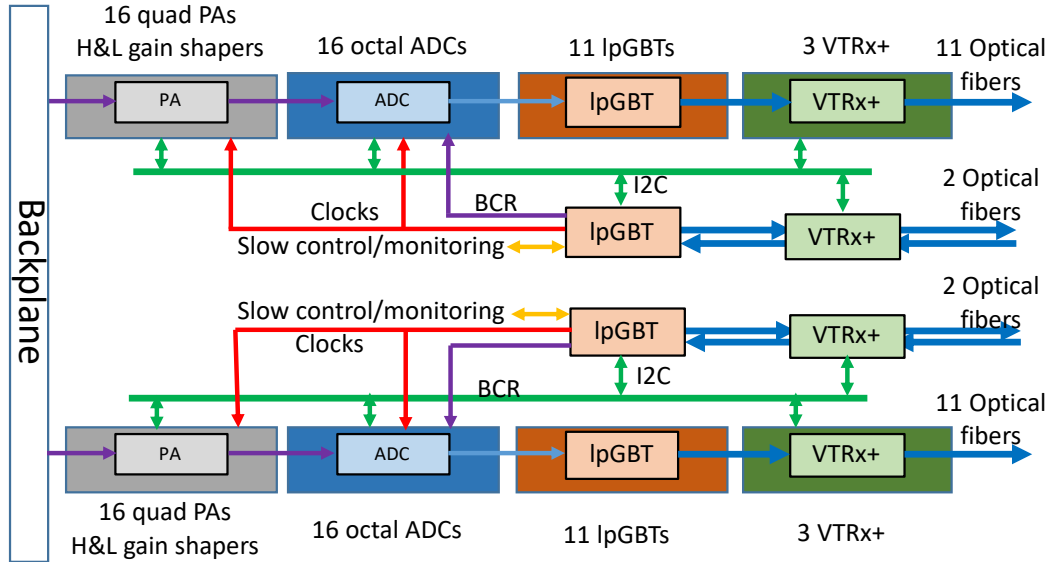 16 quad PAs
H&L gain shapers
16 octal ADCs
11 lpGBTs
3 VTRx+
11 Optical
fibers
PA
ADC
lpGBT
VTRx+
I2C
2 Optical
fibers
Clocks
BCR
lpGBT
VTRx+
Slow control/monitoring
Backplane
Slow control/monitoring
2 Optical
fibers
Clocks
lpGBT
VTRx+
BCR
I2C
11 Optical
fibers
PA
ADC
lpGBT
VTRx+
16 quad PAs
H&L gain shapers
16 octal ADCs
11 lpGBTs
3 VTRx+